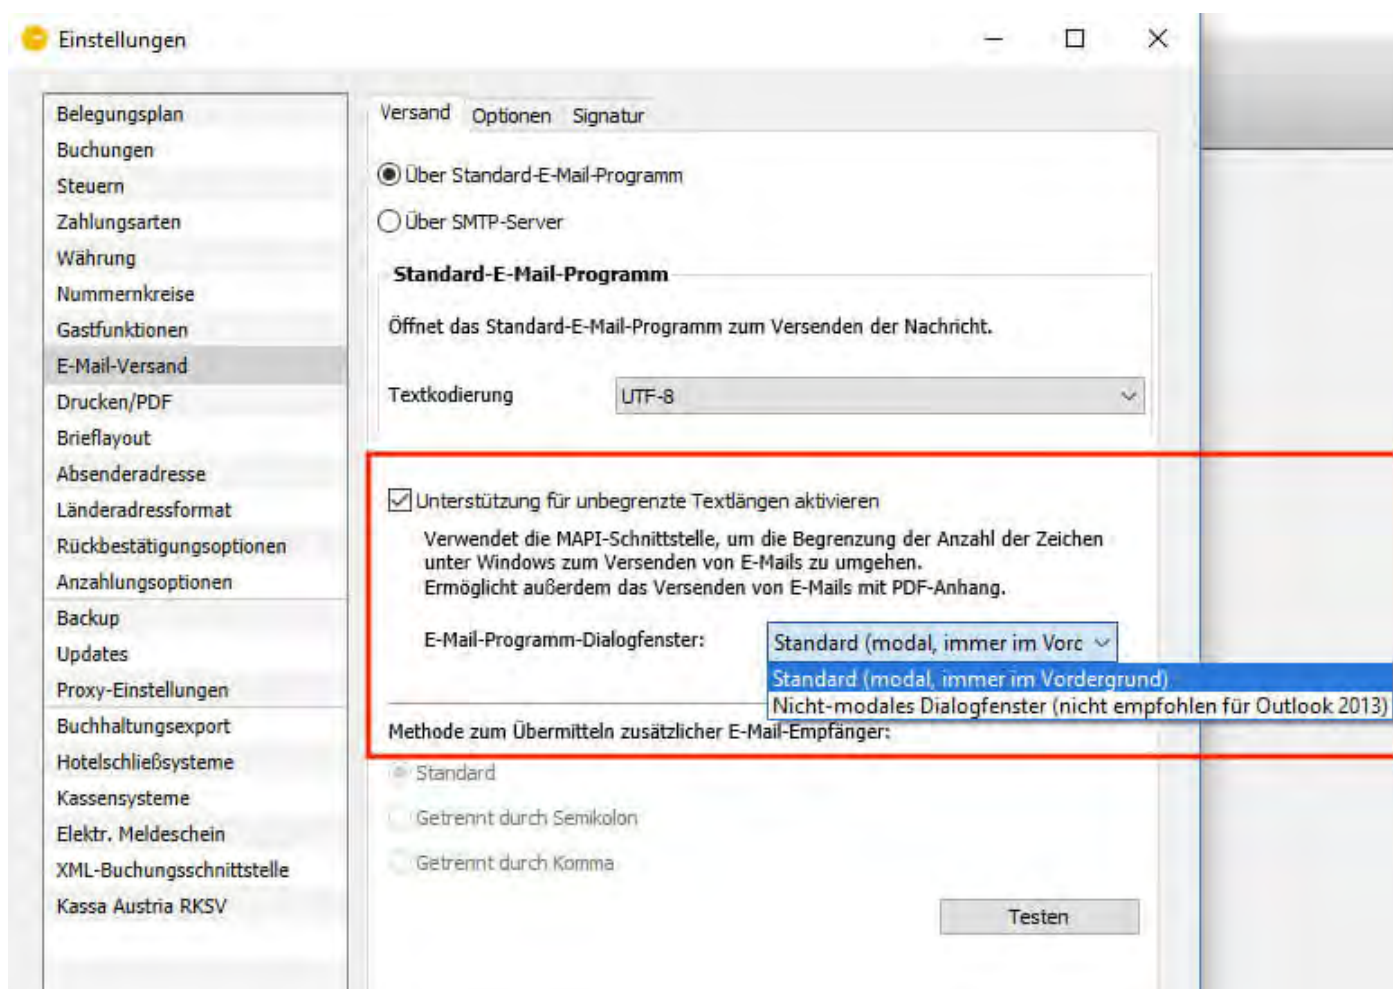 Einstellungen
Belegungsplan
Buchungen
Steuern
Zahlungsarten
Währung
Nummernkreise
Gastfunktionen
E-Mail-Versand
Drucken/PDF
Brieflayout
Absenderadresse
Länderadressformat
Rückbestätigungsoptionen
Anzahlungsoptionen
Backup
Updates
Proxy-Einstellungen
Buchhaltungsexport
Hotelschließsysteme
Kassensysteme
Elektr. Meldeschein
XML-Buchungsschnittstelle
Kassa Austria RKSV
Versand Optionen Signatur
Über Standard-E-Mail-Programm
Über SMTP-Server
Standard-E-Mail-Programm
Öffnet das Standard-E-Mail-Programm zum Versenden der Nachricht.
Textkodierung UTF-8
Unterstützung für unbegrenzte Textlängen aktivieren
Verwendet die MAPI-Schnittstelle, um die Begrenzung der Anzahl der Zeichen
unter Windows zum Versenden von E-Mails zu umgehen.
Ermöglicht außerdem das Versenden von E-Mails mit PDF-Anhang.
E-Mail-Programm-Dialogfenster: Standard (modal, immer im Vorc
Standard (modal, immer im Vordergrund)
Nicht-modales Dialogfenster (nicht empfohlen für Outlook 2013)
Methode zum Übermitteln zusätzlicher E-Mail-Empfänger:
Standard
Getrennt durch Semikolon
Getrennt durch Komma
Testen